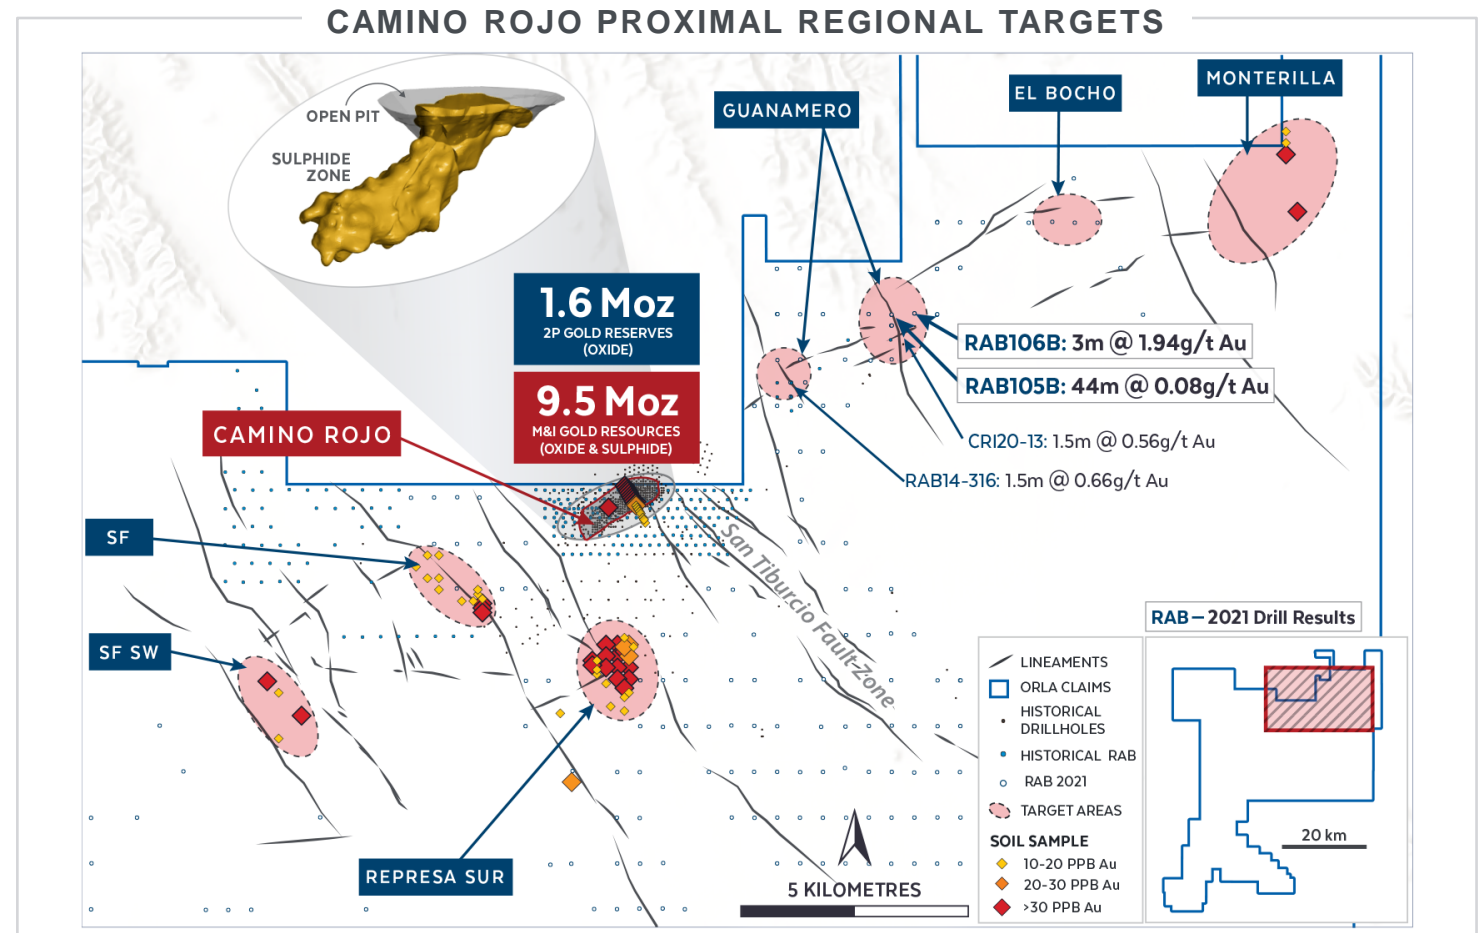 CAMINO ROJO PROXIMAL REGIONAL TARGETS
OPEN PIT
SULPHIDE
ZONE
GUANAMERO
EL BOCHO
MONTERILLA
1.6 Moz
2P GOLD RESERVES
(OXIDE)
9.5 Moz
M&I GOLD RESOURCES
(OXIDE & SULPHIDE)
CAMINO ROJO
RAB106B: 3m @ 1.94g/t Au
RAB105B: 44m @ 0.08g/t Au
CRI20-13: 1.5m @ 0.56g/t Au
RAB14-316: 1.5m @ 0.66g/t Au
SF
SF SW
San Tiburcio Fault-Zone
REPRESA SUR
5 KILOMETRES
LINEAMENTS
ORLA CLAIMS
HISTORICAL
DRILLHOLES
HISTORICAL RAB
RAB 2021
TARGET AREAS
SOIL SAMPLE
10-20 PPB Au
20-30 PPB Au
>30 PPB Au
RAB — 2021 Drill Results
20 km